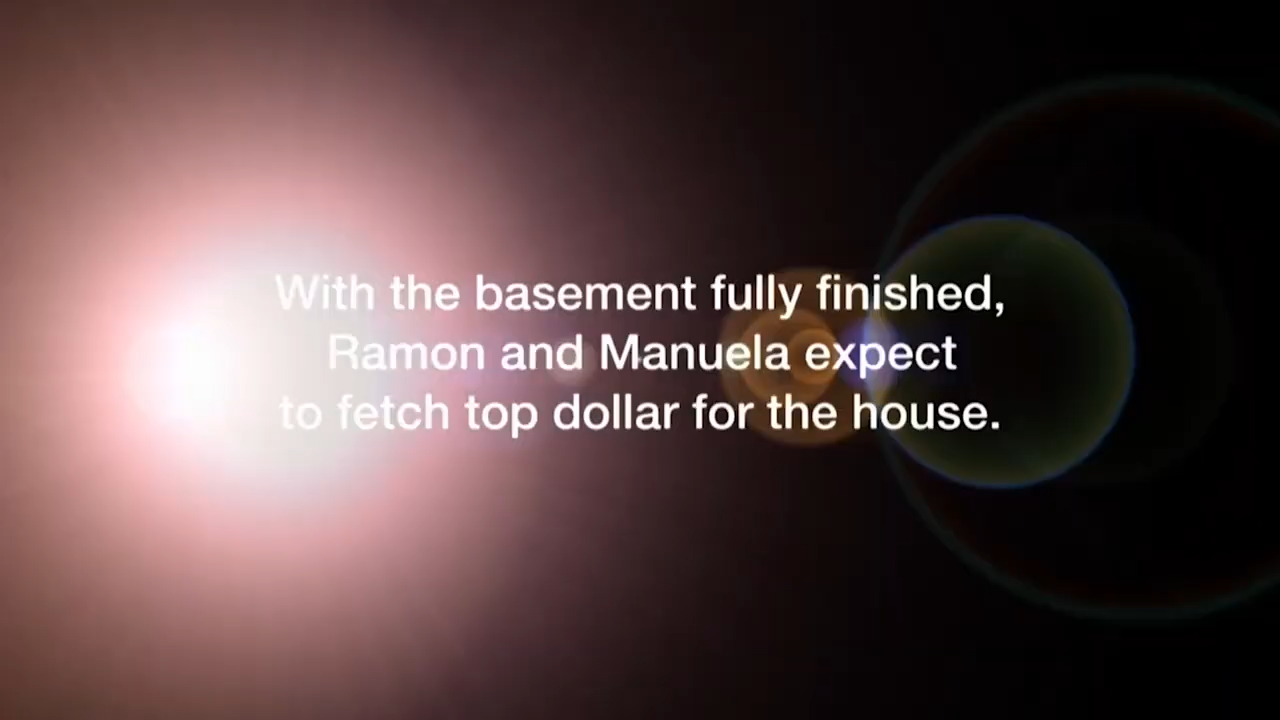 With the basement fully finished,
Ramon and Manuela expect
to fetch top dollar for the house.